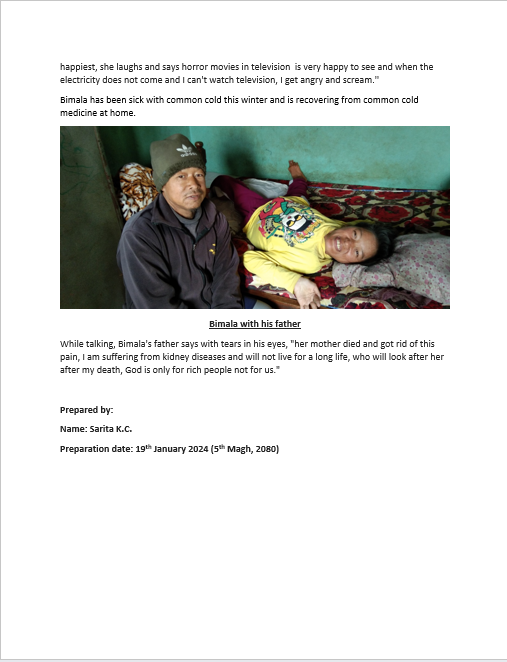 happiest, she laughs and says horror movies in television  is very happy to see and when the
electricity does not come and I can't watch television, I get angry and scream."
Bimala has been sick with common cold this winter and is recovering from common cold
medicine at home.
Bimala with his father
While talking, Bimala's father says with tears in his eyes, "her mother died and got rid of this
pain, I am suffering from kidney diseases and will not live for a long life, who will look after her
after my death, God is only for rich people not for us."
Prepared by:
Name: Sarita K.C.
Preparation date: 19th January 2024 (5th Magh, 2080)